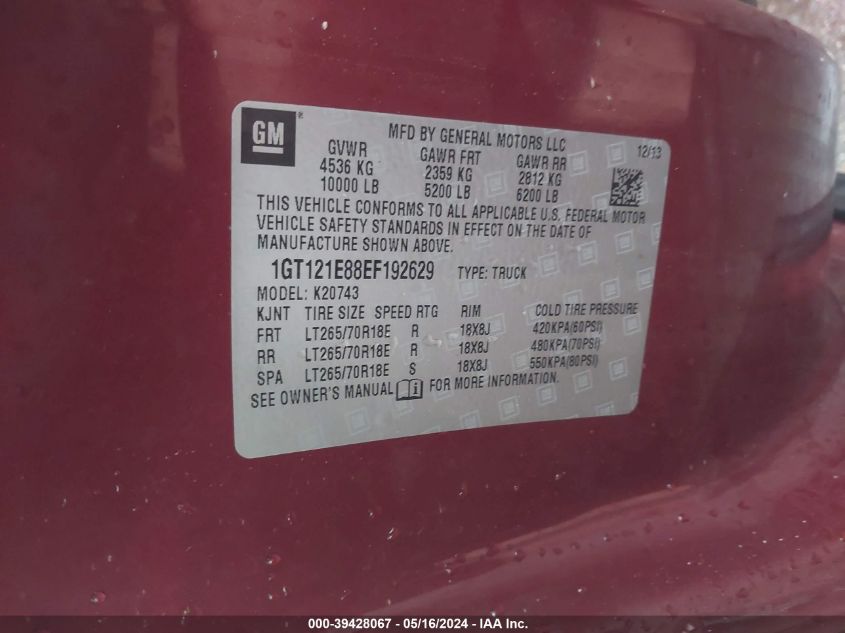 GM®
MFD BY GENERAL MOTORS LLC
12/13
GVWR GAWR FRT GAWR RR
4536 KG 2359 KG 2812 KG
10000 LB 5200 LB 6200 LB
THIS VEHICLE CONFORMS TO ALL APPLICABLE U.S. FEDERAL MOTOR
VEHICLE SAFETY STANDARDS IN EFFECT ON THE DATE OF
MANUFACTURE SHOWN ABOVE.
1GT121E88EF192629 TYPE: TRUCK
MODEL: K20743
KJNT TIRE SIZE SPEED RTG RIM COLD TIRE PRESSURE
FRT LT265/70R18E R 18X8J 420KPA(60PSI)
RR LT265/70R18E R 18X8J 480KPA(70PSI)
SPA LT265/70R18E S 18X8J 550KPA(80PSI)
SEE OWNER'S MANUAL FOR MORE INFORMATION.
000-39428067 - 05/16/2024 - IAA Inc.